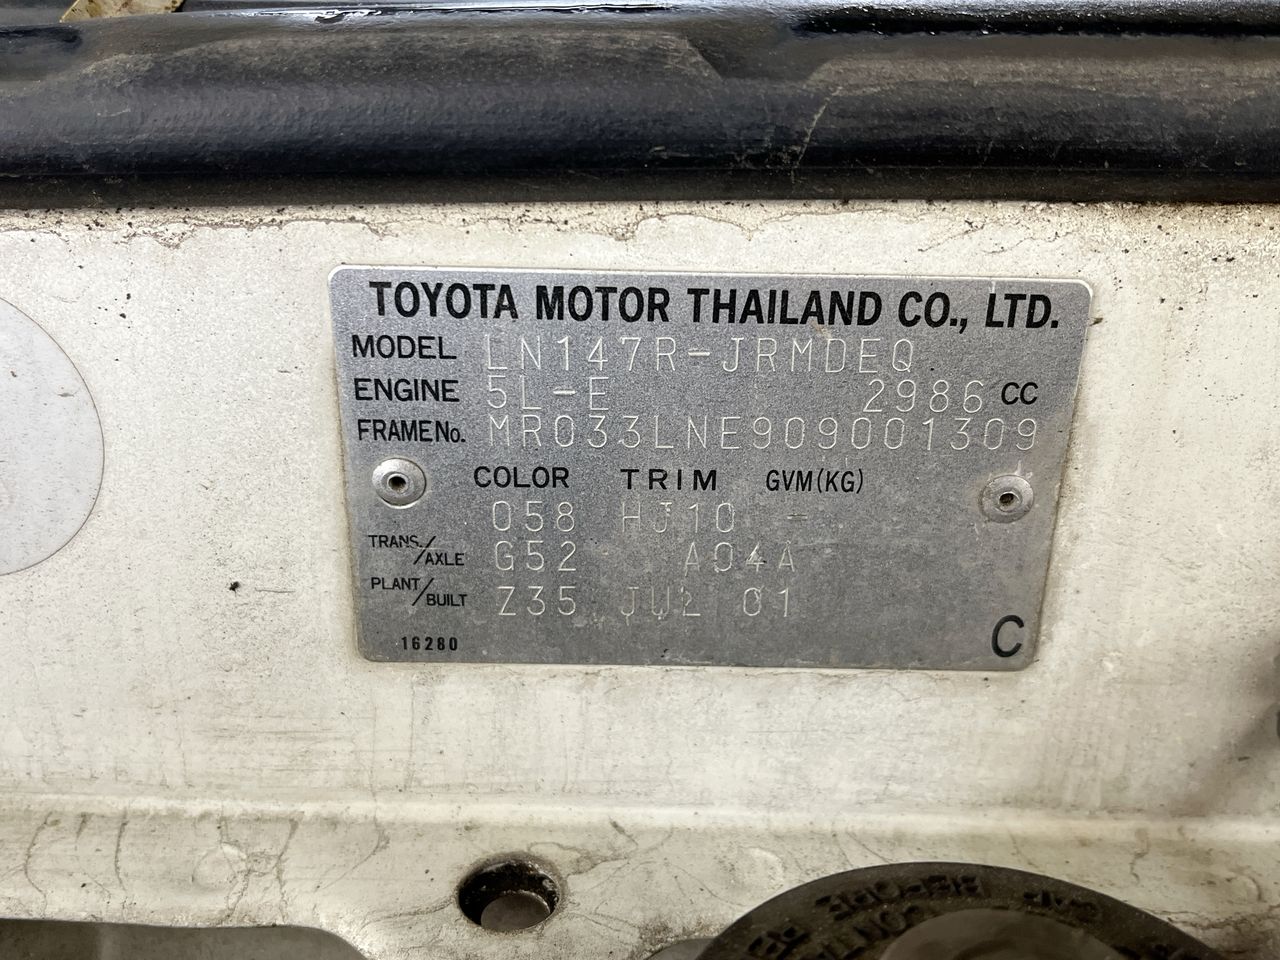 TOYOTA MOTOR THAILAND CO., LTD.
MODEL LN147R-JRMDEQ
ENGINE 5L-E 2986 CC
FRAME No. MR033LNE909001309
COLOR TRIM GVM(KG)
058 HJ10 -
TRANS./AXLE G52 A04A
PLANT/BUILT Z35 JUL 01
16280 C